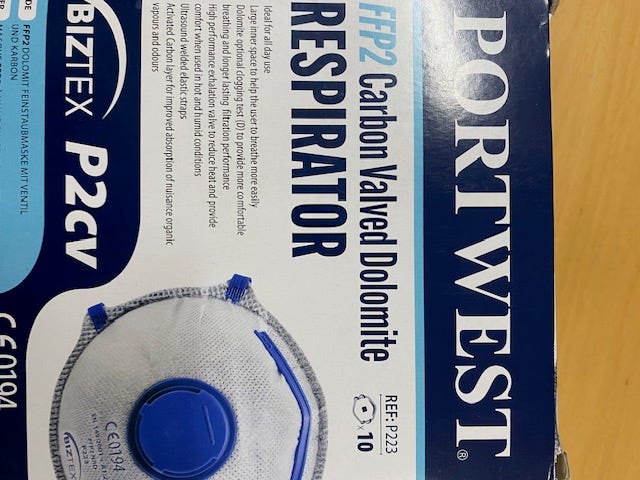 PORTWEST®
FFP2 Carbon Valved Dolomite
RESPIRATOR
REF: P223
x 10
Ideal for all day use
Large inner space to help the user to breathe more easily
Dolomite optional clogging test (D) to provide more comfortable
breathing and longer lasting filtration performance
High performance exhalation valve to reduce heat and provide
comfort when used in hot and humid conditions
Ultrasound welded elastic straps
Activated Carbon layer for improved absorption of nuisance organic
vapours and odours
BIZTEX P2cv
CE0194
BIZTEX
P223
CE0194
DE
FFP2 DOLOMIT FEINSTAUBMASKE MIT VENTIL
UND KARBON